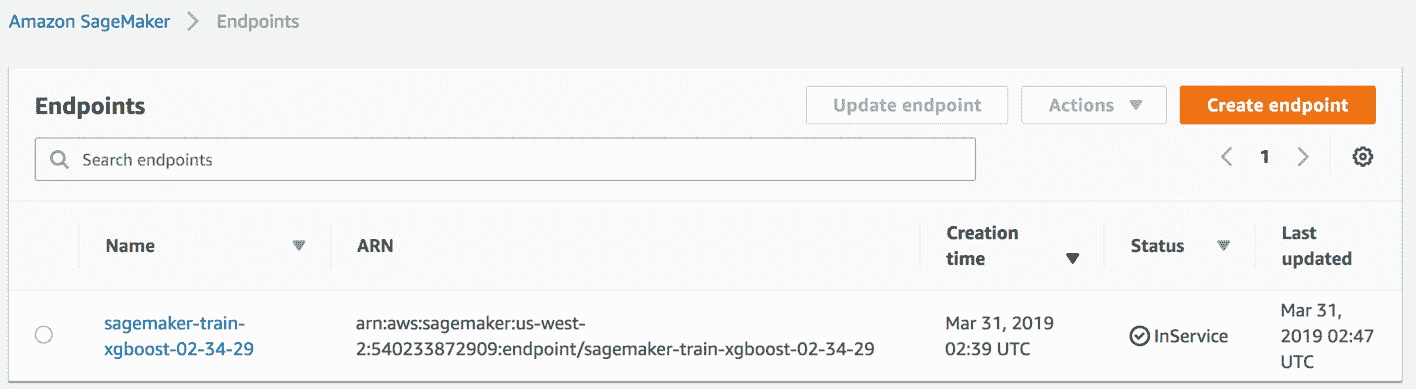 Amazon SageMaker > Endpoints
Endpoints
Update endpoint
Actions
Create endpoint
Search endpoints
1
Name
ARN
Creation
time
Status
Last
updated
sagemaker-train-
xgboost-02-34-29
arn:aws:sagemaker:us-west-
2:540233872909:endpoint/sagemaker-train-xgboost-02-34-29
Mar 31, 2019
02:39 UTC
InService
Mar 31,
2019 02:47
UTC